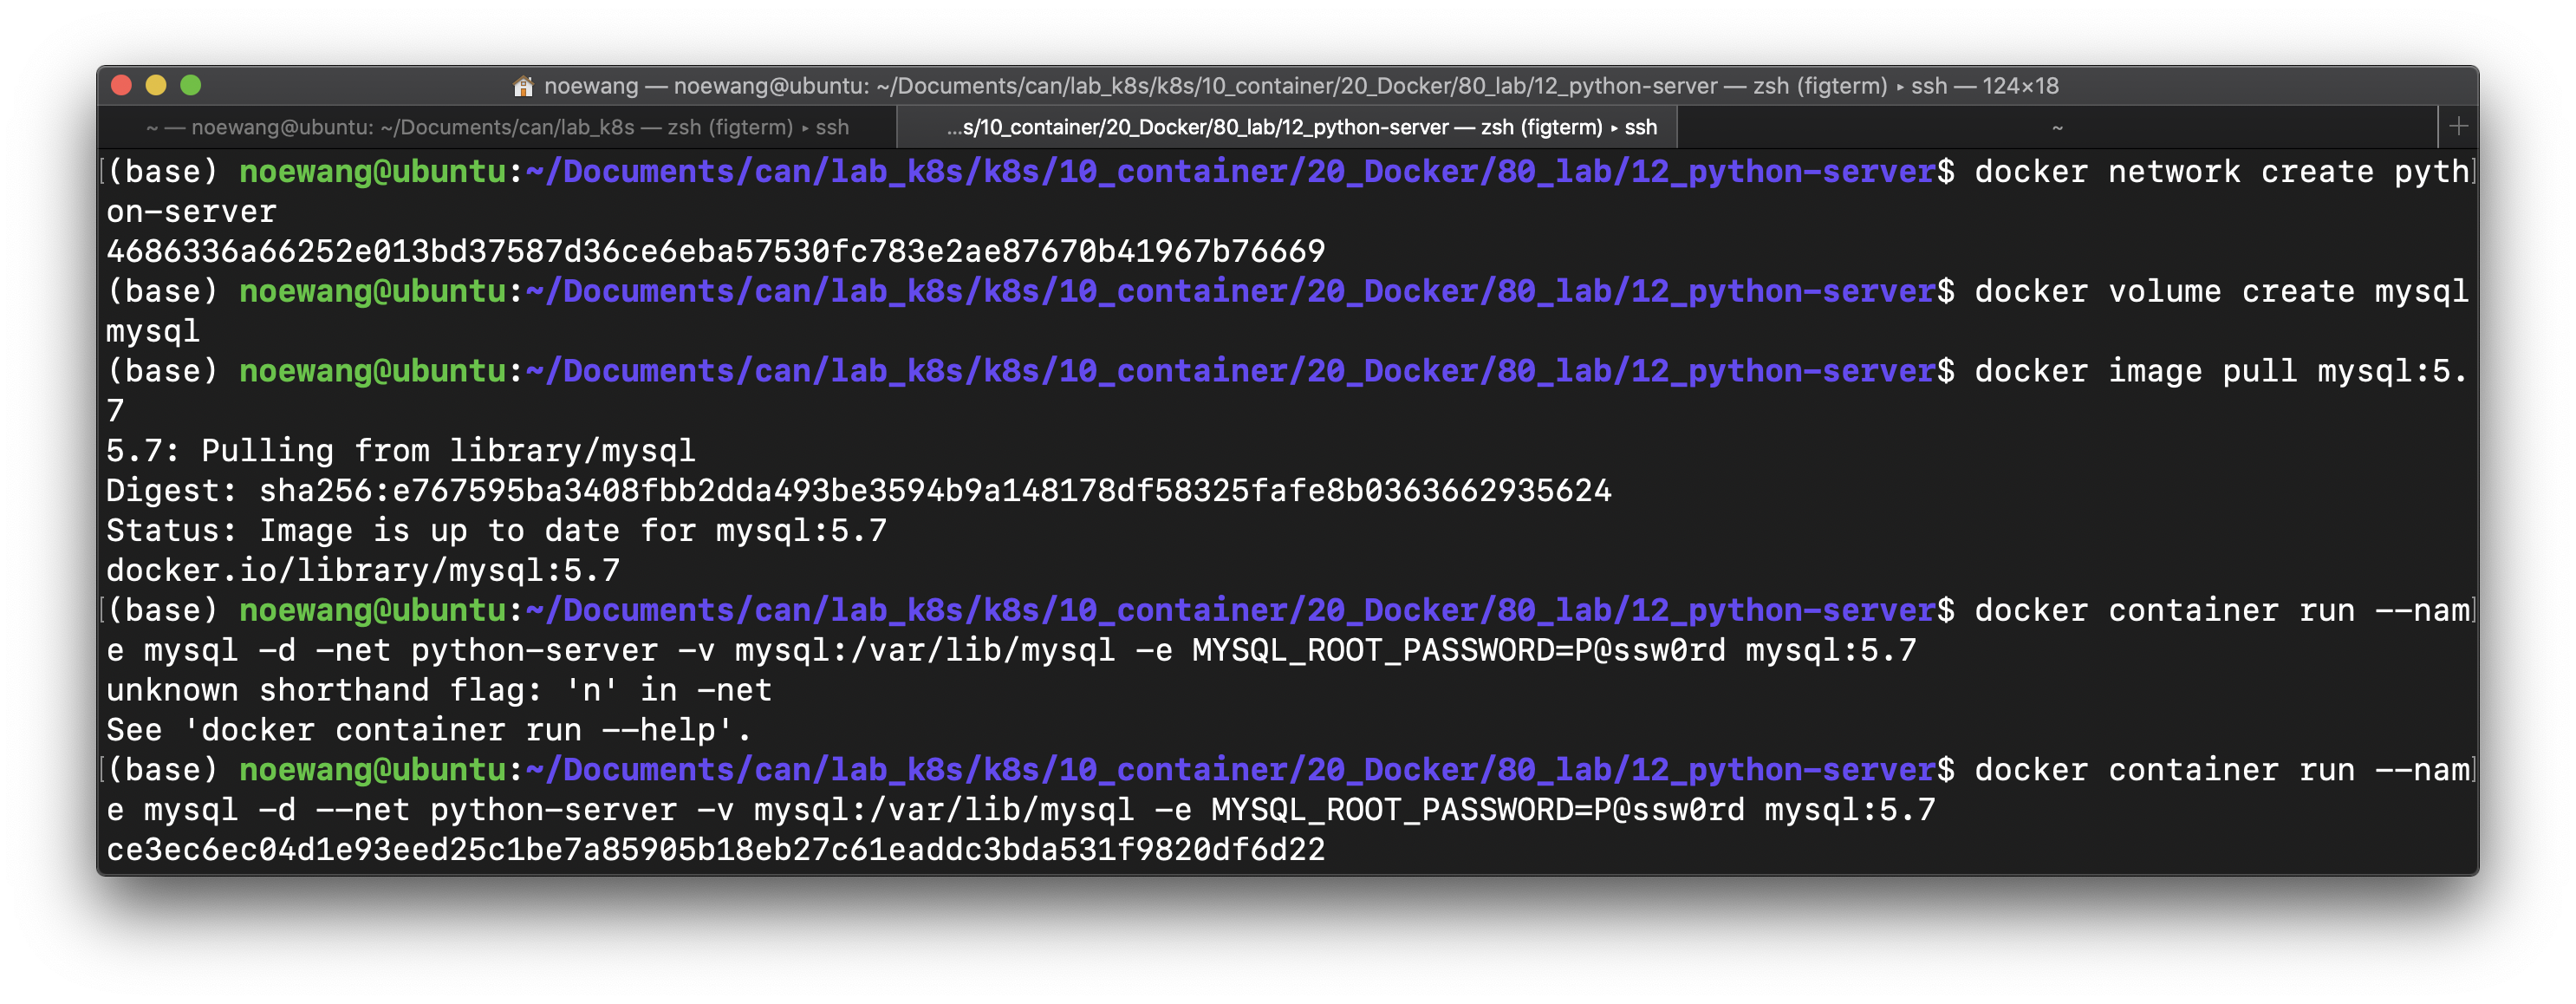 noewang — noewang@ubuntu: ~/Documents/can/lab_k8s/k8s/10_container/20_Docker/80_lab/12_python-server — zsh (figterm) ▸ ssh — 124×18
~ — noewang@ubuntu: ~/Documents/can/lab_k8s — zsh (figterm) ▸ ssh
...s/10_container/20_Docker/80_lab/12_python-server — zsh (figterm) ▸ ssh
~
+
[(base) noewang@ubuntu:~/Documents/can/lab_k8s/k8s/10_container/20_Docker/80_lab/12_python-server$ docker network create pyth]
on-server
4686336a66252e013bd37587d36ce6eba57530fc783e2ae87670b41967b76669
(base) noewang@ubuntu:~/Documents/can/lab_k8s/k8s/10_container/20_Docker/80_lab/12_python-server$ docker volume create mysql
mysql
(base) noewang@ubuntu:~/Documents/can/lab_k8s/k8s/10_container/20_Docker/80_lab/12_python-server$ docker image pull mysql:5.
7
5.7: Pulling from library/mysql
Digest: sha256:e767595ba3408fbb2dda493be3594b9a148178df58325fafe8b0363662935624
Status: Image is up to date for mysql:5.7
docker.io/library/mysql:5.7
[(base) noewang@ubuntu:~/Documents/can/lab_k8s/k8s/10_container/20_Docker/80_lab/12_python-server$ docker container run --nam]
e mysql -d -net python-server -v mysql:/var/lib/mysql -e MYSQL_ROOT_PASSWORD=P@ssw0rd mysql:5.7
unknown shorthand flag: 'n' in -net
See 'docker container run --help'.
[(base) noewang@ubuntu:~/Documents/can/lab_k8s/k8s/10_container/20_Docker/80_lab/12_python-server$ docker container run --nam]
e mysql -d --net python-server -v mysql:/var/lib/mysql -e MYSQL_ROOT_PASSWORD=P@ssw0rd mysql:5.7
ce3ec6ec04d1e93eed25c1be7a85905b18eb27c61eaddc3bda531f9820df6d22